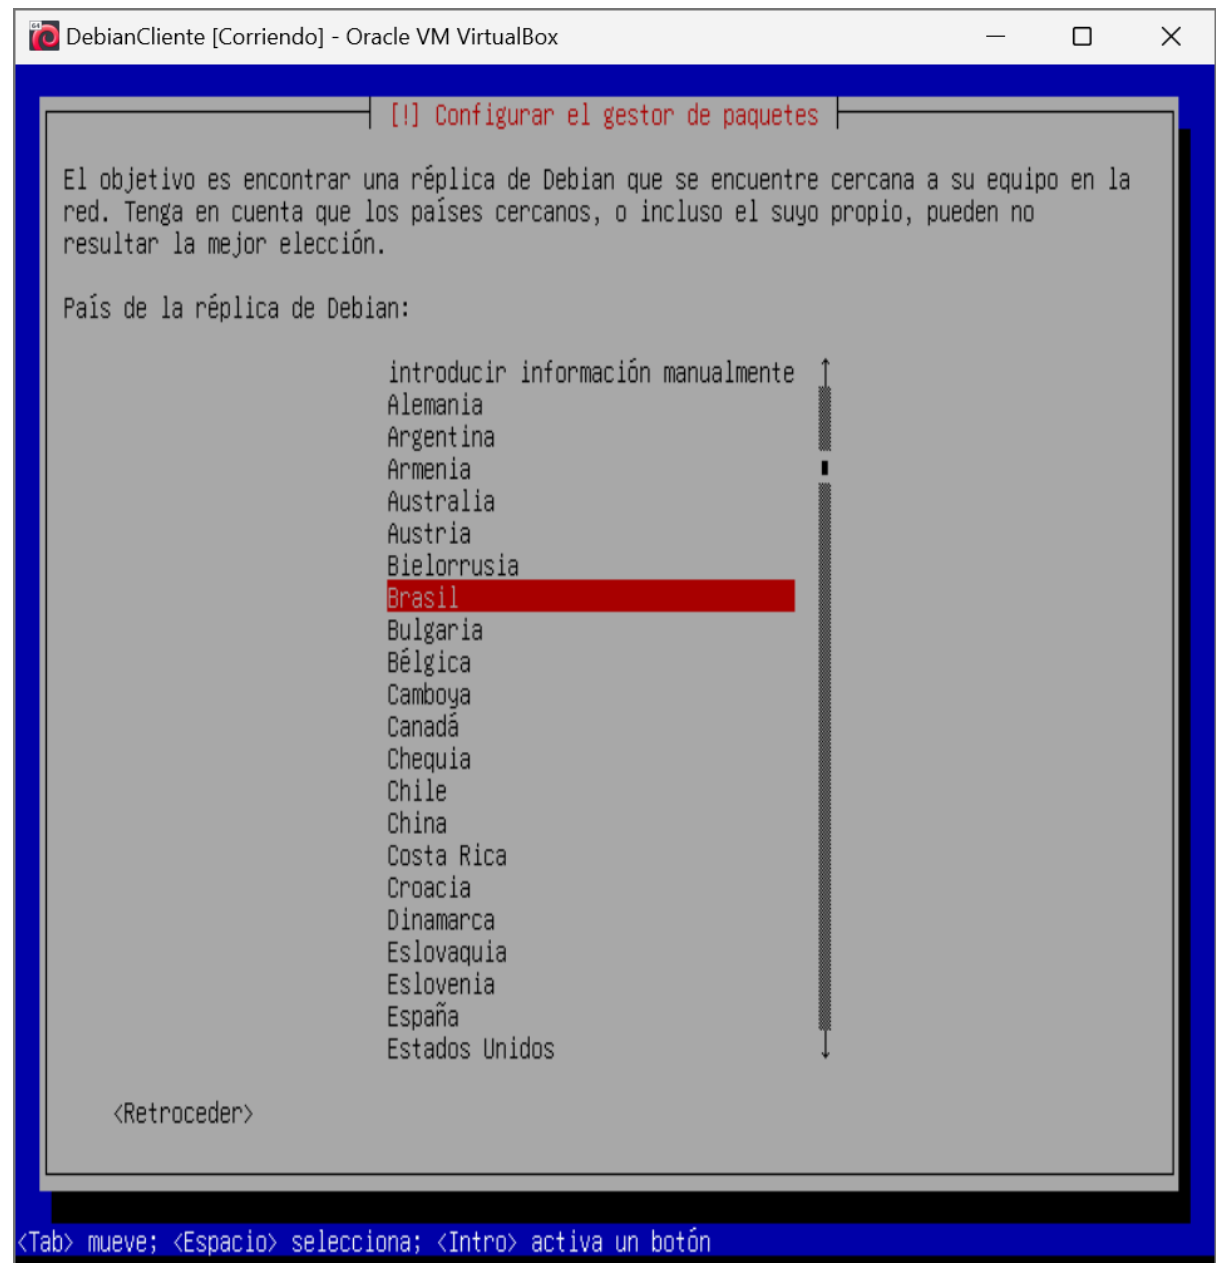 64
DebianCliente [Corriendo] - Oracle VM VirtualBox
[!] Configurar el gestor de paquetes
El objetivo es encontrar una réplica de Debian que se encuentre cercana a su equipo en la
red. Tenga en cuenta que los países cercanos, o incluso el suyo propio, pueden no
resultar la mejor elección.
País de la réplica de Debian:
introducir información manualmente
Alemania
Argentina
Armenia
Australia
Austria
Bielorrusia
Brasil
Bulgaria
Bélgica
Camboya
Canadá
Chequia
Chile
China
Costa Rica
Croacia
Dinamarca
Eslovaquia
Eslovenia
España
Estados Unidos
<Retroceder>
<Tab> mueve; <Espacio> selecciona; <Intro> activa un botón